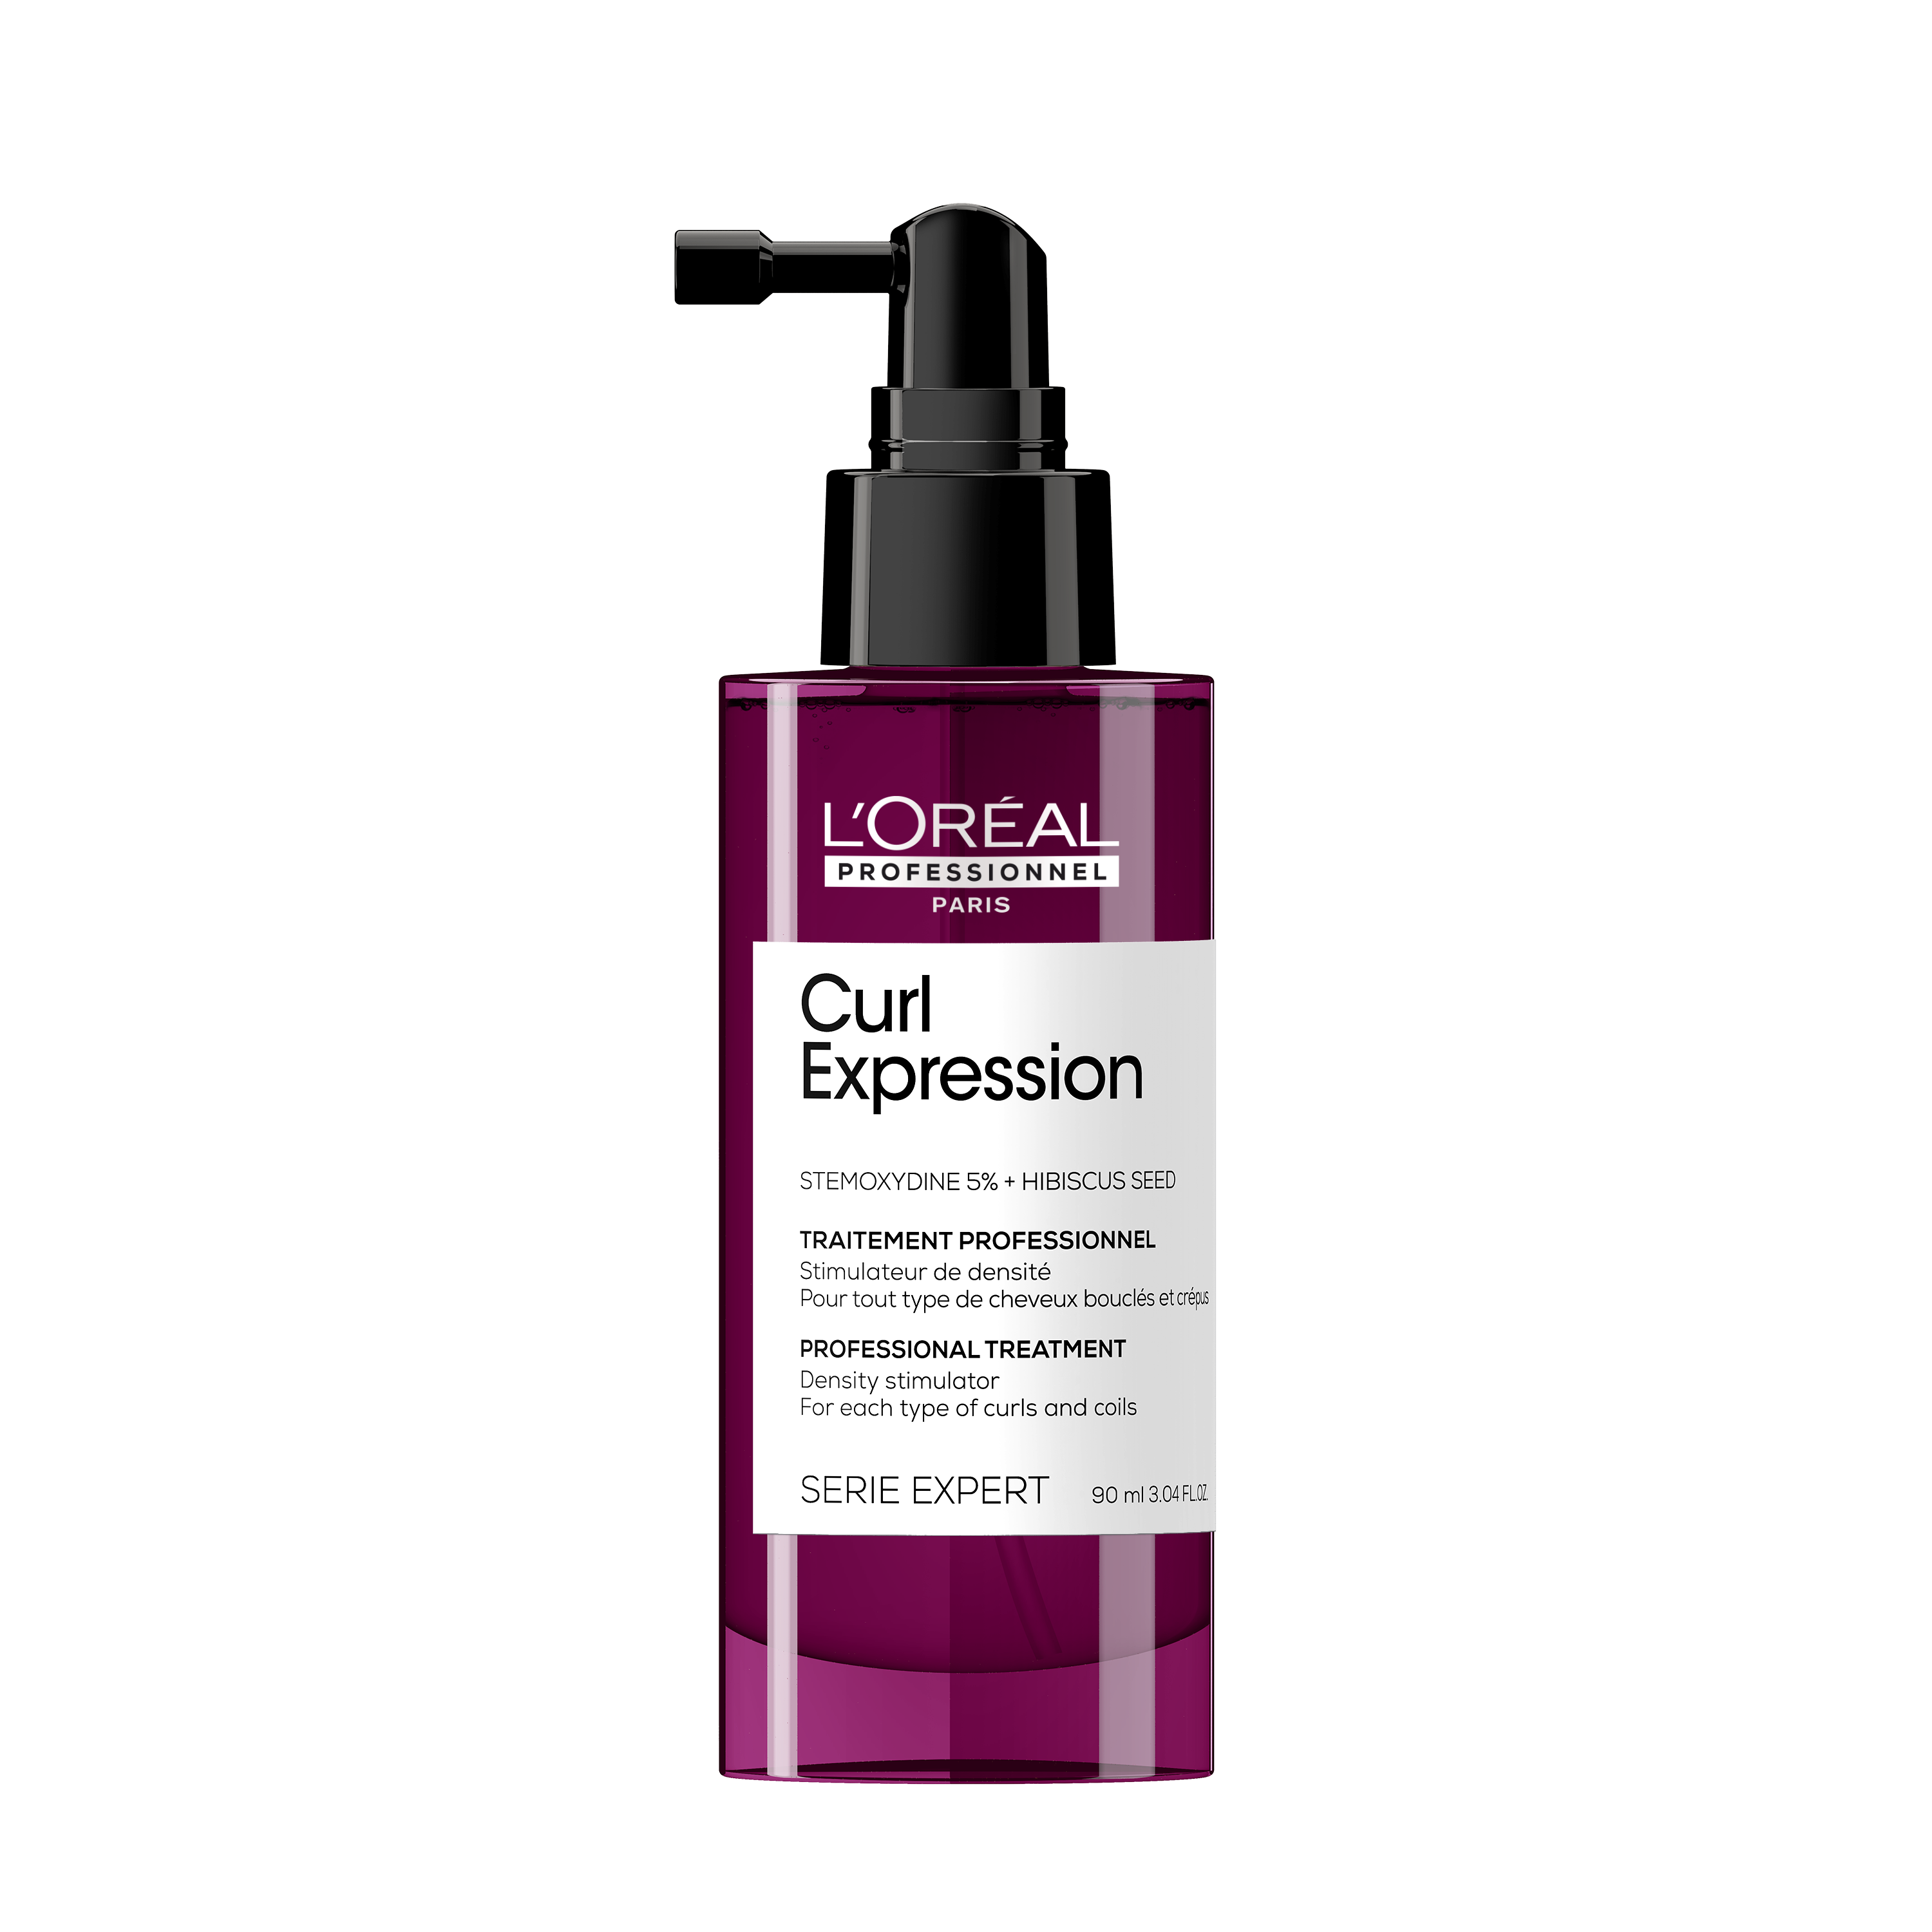 L'ORÉAL
PROFESSIONNEL
PARIS
Curl
Expression
STEMOXYDINE 5% + HIBISCUS SEED
TRAITEMENT PROFESSIONNEL
Stimulateur de densité
Pour tout type de cheveux bouclés et crépus
PROFESSIONAL TREATMENT
Density stimulator
For each type of curls and coils
SERIE EXPERT 90 ml 3.04 FL.OZ.